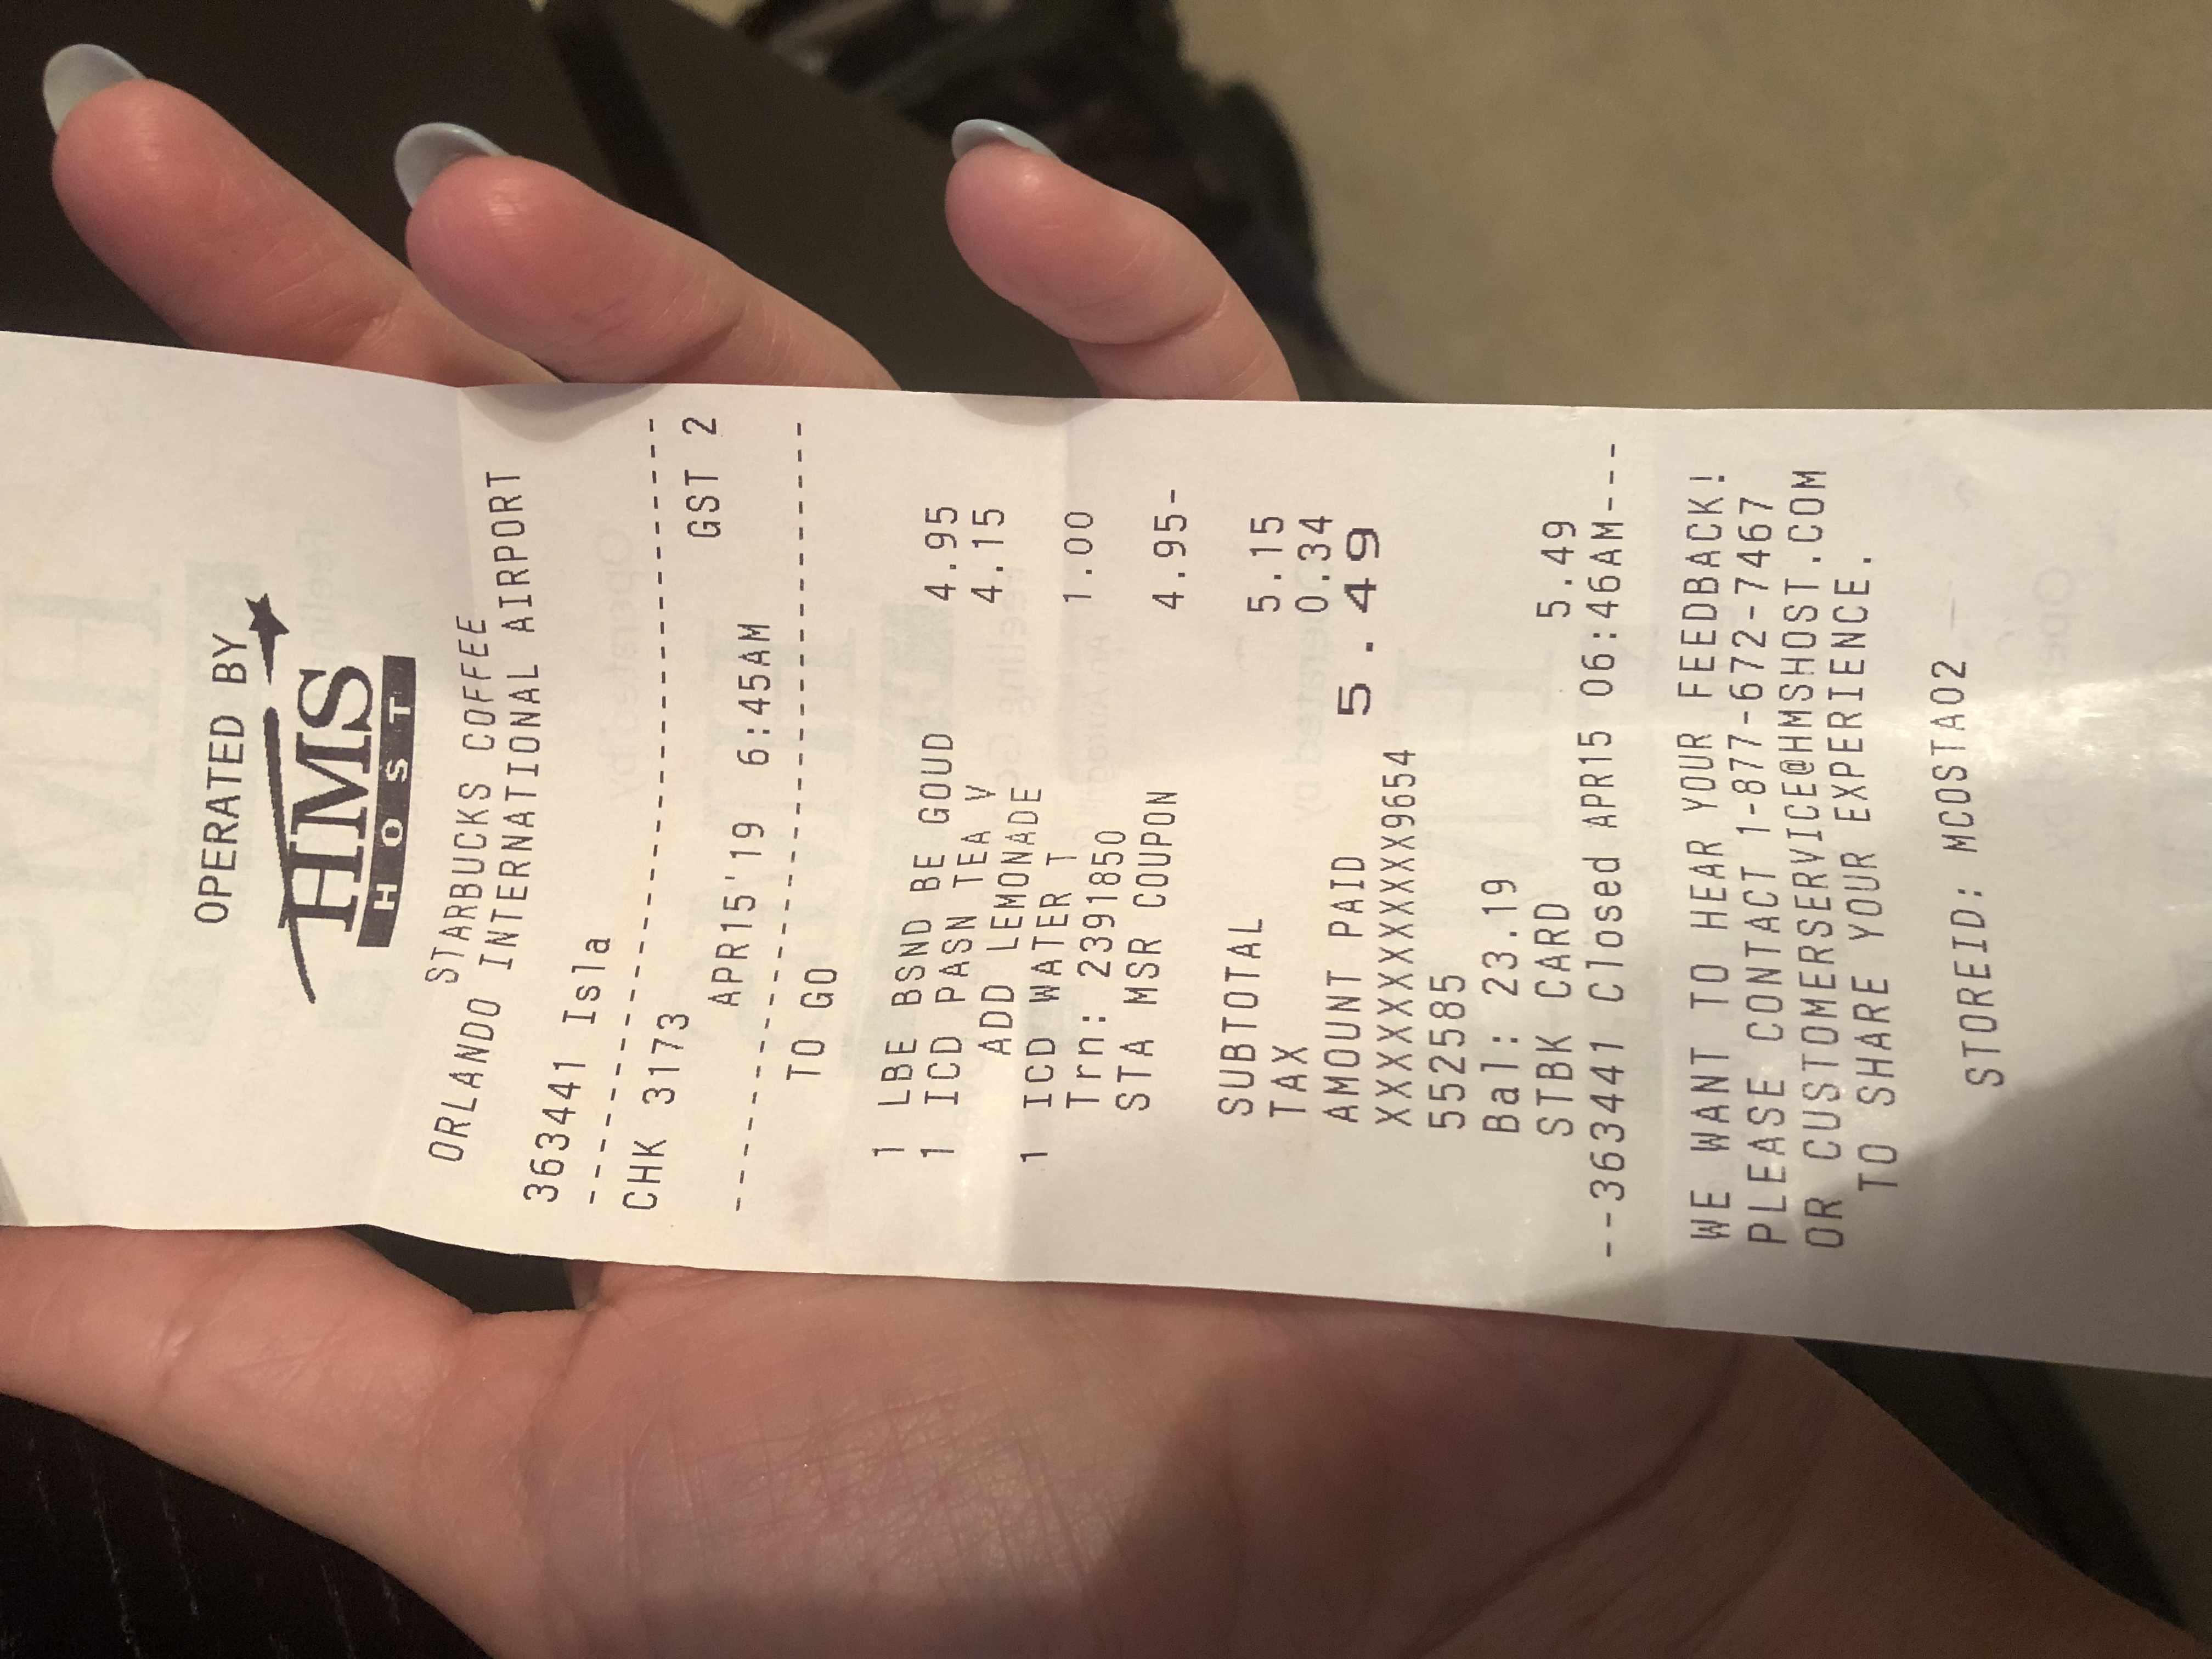 OPERATED BY
HMS
HOST
STARBUCKS COFFEE
ORLANDO INTERNATIONAL AIRPORT
363441 Isla
--------------------------------
CHK 3173 GST 2
APR15'19 6:45AM
--------------------------------
TO GO
1 LBE BSND BE GOUD 4.95
1 ICD PASN TEA V 4.15
ADD LEMONADE
1 ICD WATER T 1.00
Trn: 2391850
STA MSR COUPON 4.95-
SUBTOTAL 5.15
TAX 0.34
AMOUNT PAID 5.49
XXXXXXXXXXXXXXXX9654
552585
Bal: 23.19
STBK CARD 5.49
--363441 Closed APR15 06:46AM---
WE WANT TO HEAR YOUR FEEDBACK!
PLEASE CONTACT 1-877-672-7467
OR CUSTOMERSERVICE@HMSHOST.COM
TO SHARE YOUR EXPERIENCE.
STOREID: MCOSTA02